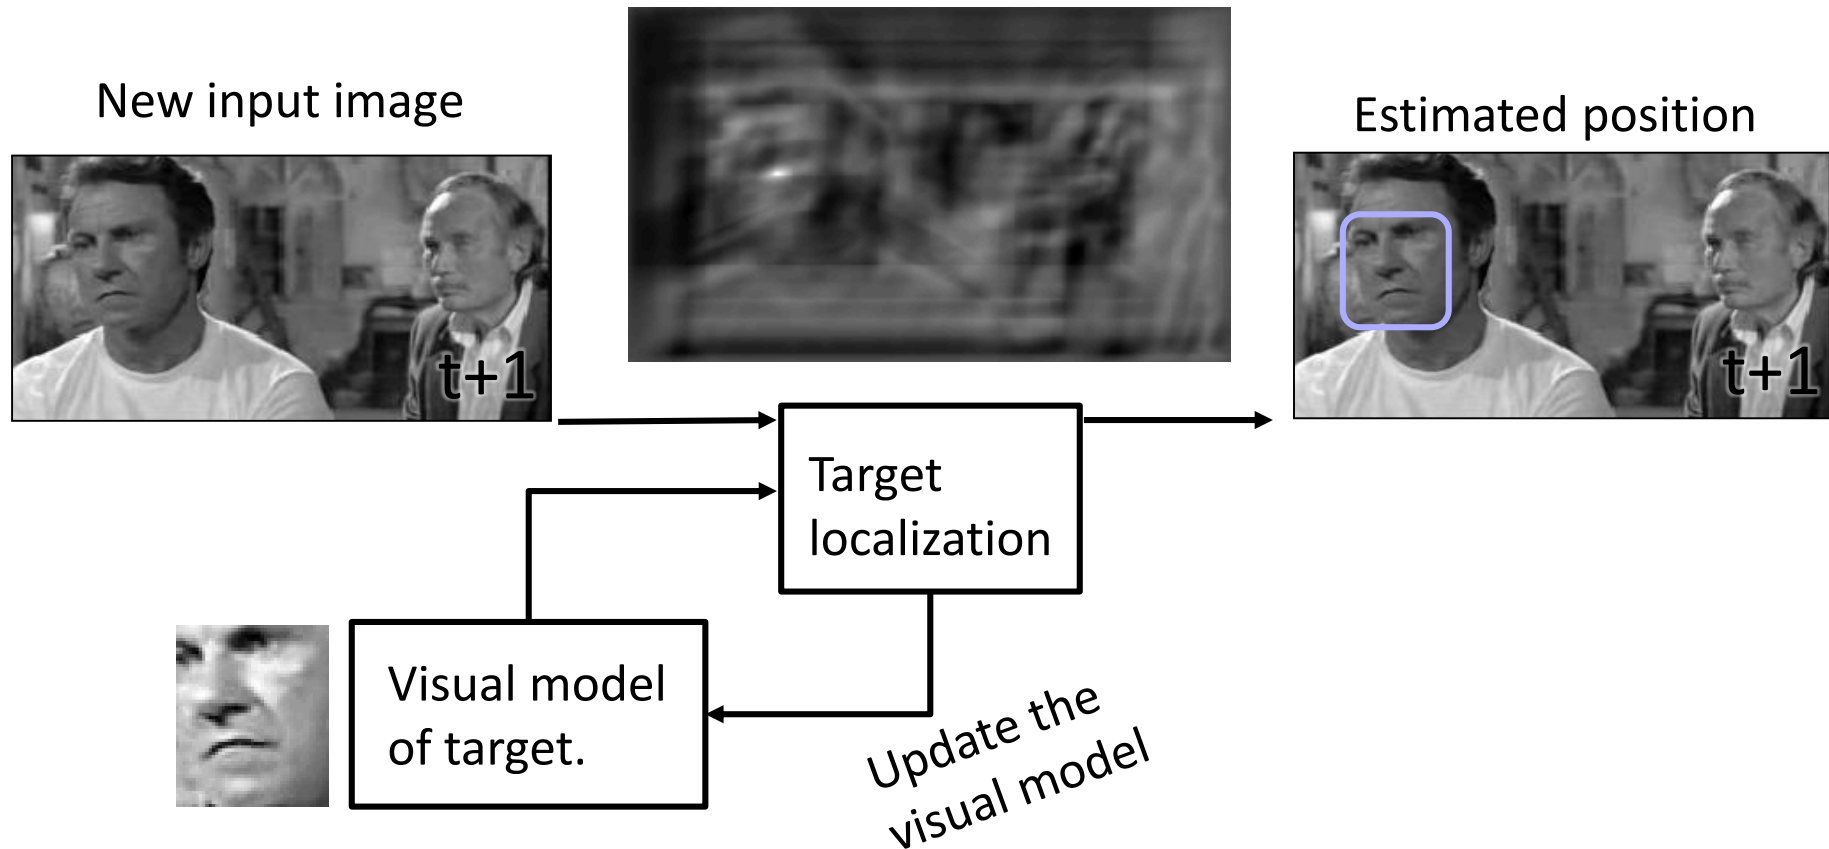 New input image
t+1
Estimated position
t+1
Target
localization
Visual model
of target.
Update the
visual model